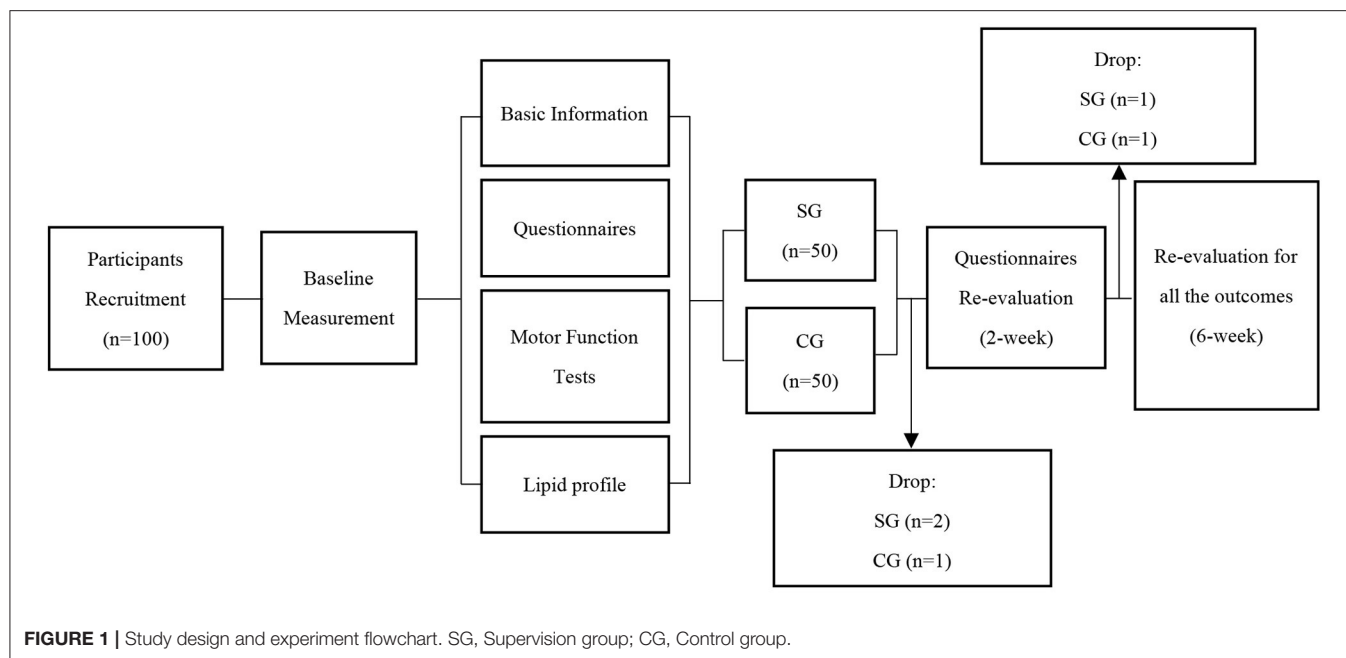 Participants
Recruitment
(n=100)
Baseline
Measurement
Basic Information
Questionnaires
Motor Function
Tests
Lipid profile
SG
(n=50)
CG
(n=50)
Drop:
SG (n=2)
CG (n=1)
Questionnaires
Re-evaluation
(2-week)
Drop:
SG (n=1)
CG (n=1)
Re-evaluation for
all the outcomes
(6-week)
FIGURE 1 | Study design and experiment flowchart. SG, Supervision group; CG, Control group.